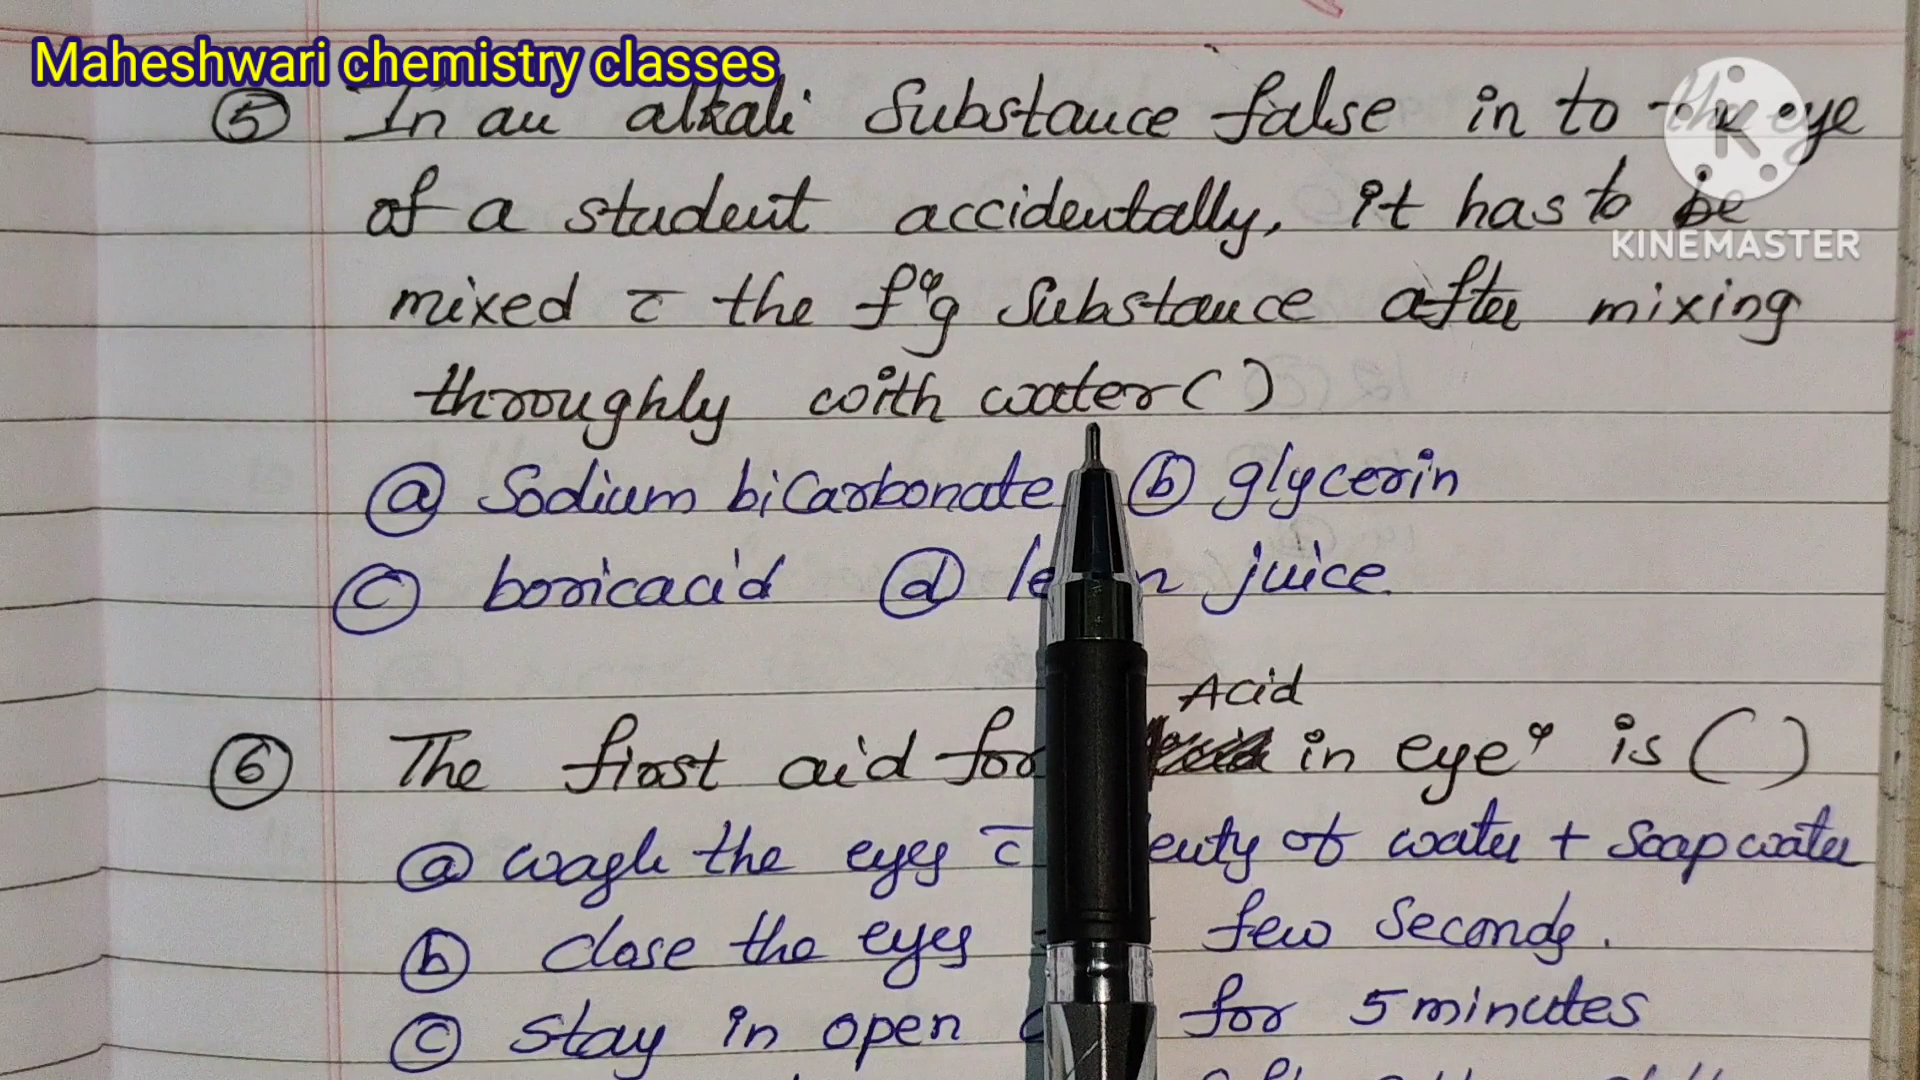 Maheshwari chemistry classes
⑤ In an alkali Substance false in to the eye
of a student accidentally, it has to be
KINEMASTER
mixed c̄ the f°g Substance after mixing
throughly with water ( )
ⓐ Sodium bicarbonate ⓑ glycerin
ⓒ boricacid ⓓ juice.
Acid
⑥ The first aid for in eye° is ( )
ⓐ wash the eyes c̄ of water + soap water
ⓑ close the eyes few seconds.
ⓒ stay in open for 5 minutes